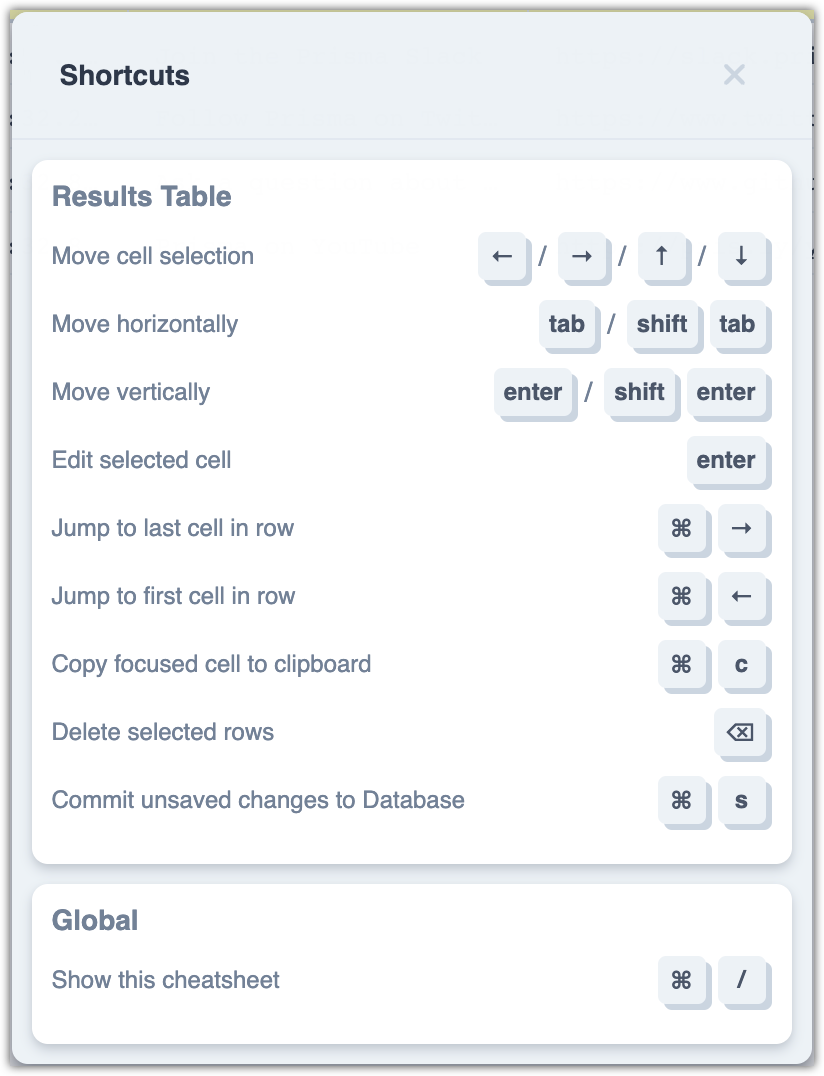 Shortcuts ×
Results Table
Move cell selection ← / → / ↑ / ↓
Move horizontally tab / shift tab
Move vertically enter / shift enter
Edit selected cell enter
Jump to last cell in row ⌘ →
Jump to first cell in row ⌘ ←
Copy focused cell to clipboard ⌘ c
Delete selected rows ⌫
Commit unsaved changes to Database ⌘ s
Global
Show this cheatsheet ⌘ /